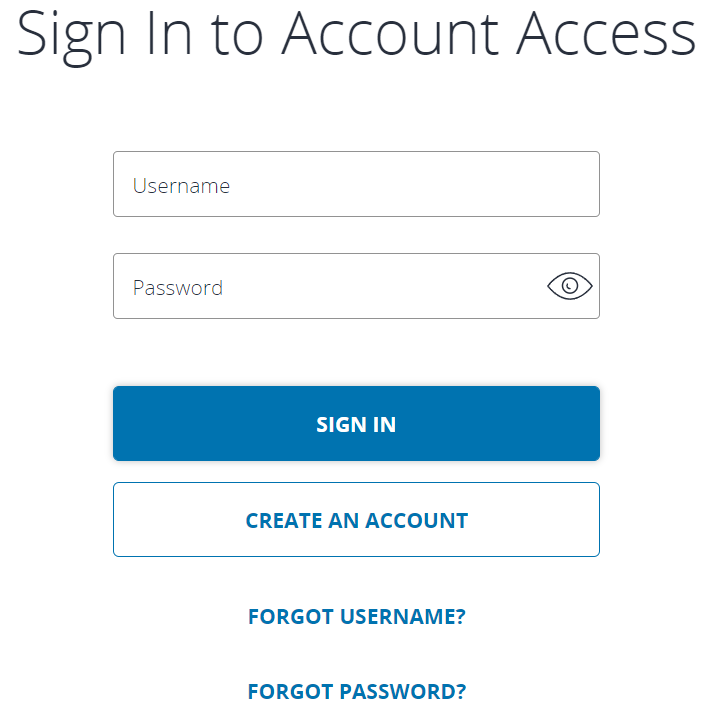 Sign In to Account Access
Username
Password
SIGN IN
CREATE AN ACCOUNT
FORGOT USERNAME?
FORGOT PASSWORD?